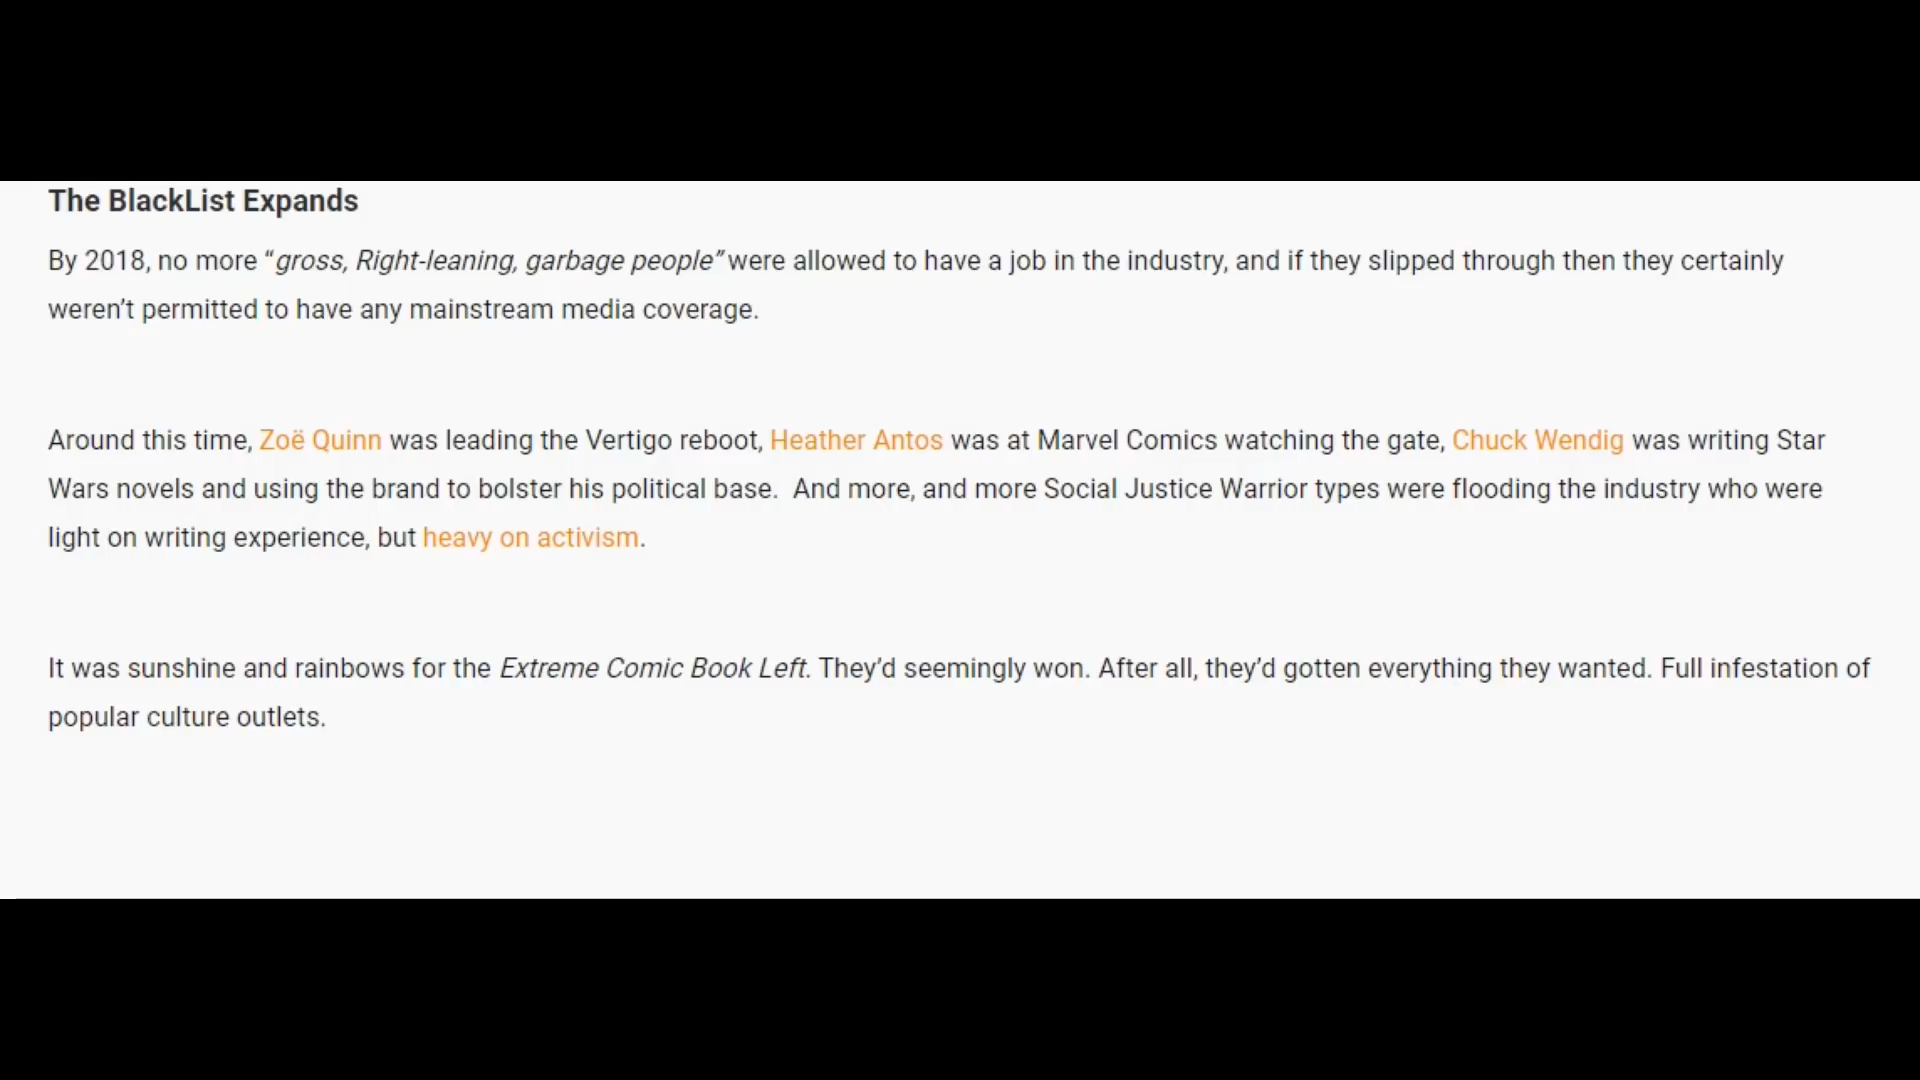 The BlackList Expands
By 2018, no more “gross, Right-leaning, garbage people” were allowed to have a job in the industry, and if they slipped through then they certainly
weren’t permitted to have any mainstream media coverage.
Around this time, Zoë Quinn was leading the Vertigo reboot, Heather Antos was at Marvel Comics watching the gate, Chuck Wendig was writing Star
Wars novels and using the brand to bolster his political base.  And more, and more Social Justice Warrior types were flooding the industry who were
light on writing experience, but heavy on activism.
It was sunshine and rainbows for the Extreme Comic Book Left. They’d seemingly won. After all, they’d gotten everything they wanted. Full infestation of
popular culture outlets.